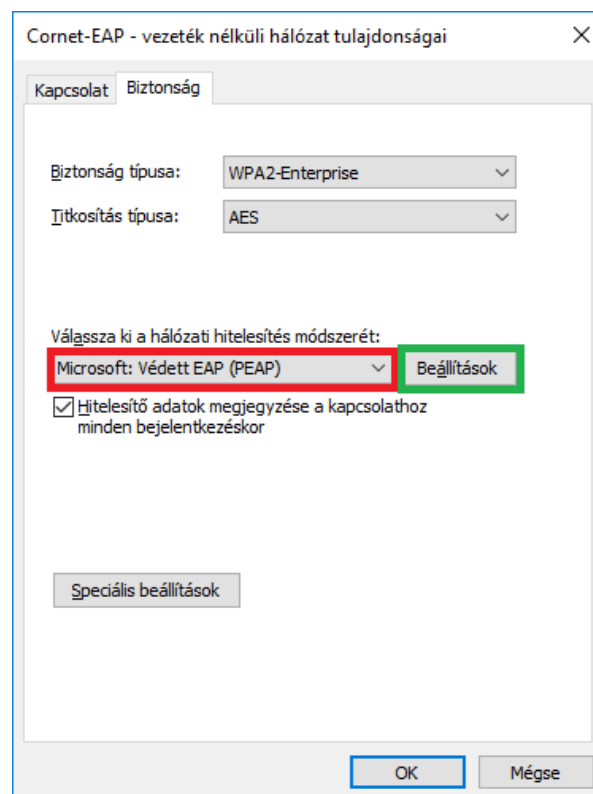 Cornet-EAP - vezeték nélküli hálózat tulajdonságai
Kapcsolat Biztonság
Biztonság típusa: WPA2-Enterprise
Titkosítás típusa: AES
Válassza ki a hálózati hitelesítés módszerét:
Microsoft: Védett EAP (PEAP) Beállítások
Hitelesítő adatok megjegyzése a kapcsolathoz
minden bejelentkezéskor
Speciális beállítások
OK Mégse